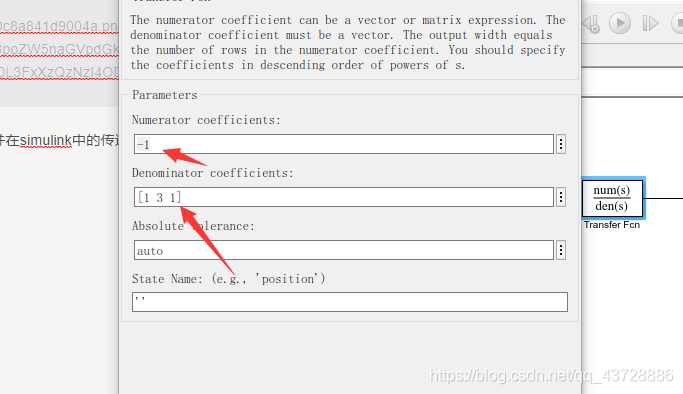 The numerator coefficient can be a vector or matrix expression. The
denominator coefficient must be a vector. The output width equals
the number of rows in the numerator coefficient. You should specify
the coefficients in descending order of powers of s.
Parameters
Numerator coefficients:
-1
Denominator coefficients:
[1 3 1]
Absolute tolerance:
auto
State Name: (e.g., 'position')
''
0c8a841d9004a.pn
poZW5naGVpdGk
0L3FxXzQzNzI4OD
并在simulink中的传
num(s)
den(s)
Transfer Fcn
https://blog.csdn.net/qq_43728886